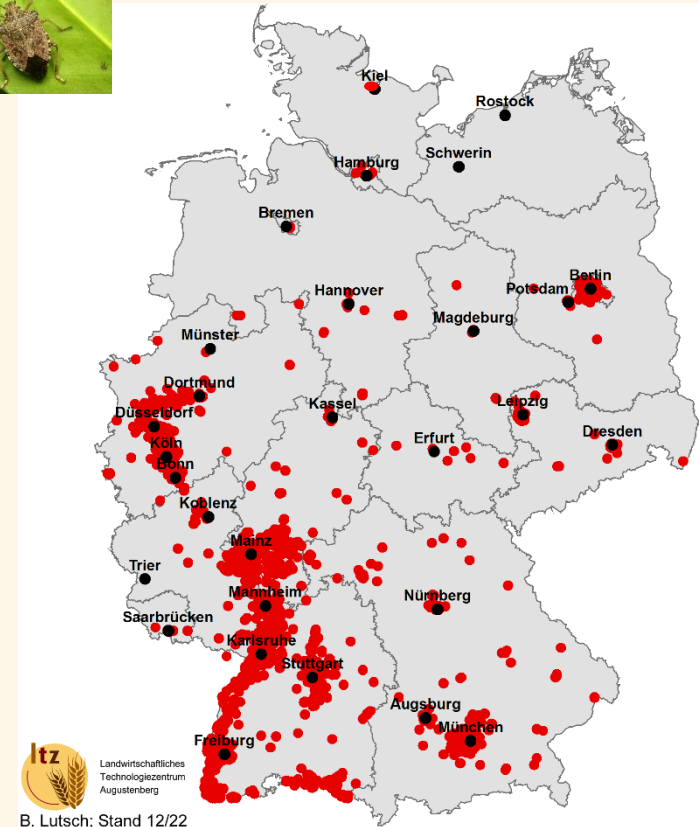 Kiel
Rostock
Schwerin
Hamburg
Bremen
Berlin
Hannover
Potsdam
Magdeburg
Münster
Dortmund
Kassel
Leipzig
Düsseldorf
Erfurt
Dresden
Köln
Bonn
Koblenz
Mainz
Trier
Mannheim
Nürnberg
Saarbrücken
Karlsruhe
Stuttgart
Augsburg
München
Freiburg
ltz
Landwirtschaftliches
Technologiezentrum
Augustenberg
B. Lutsch: Stand 12/22